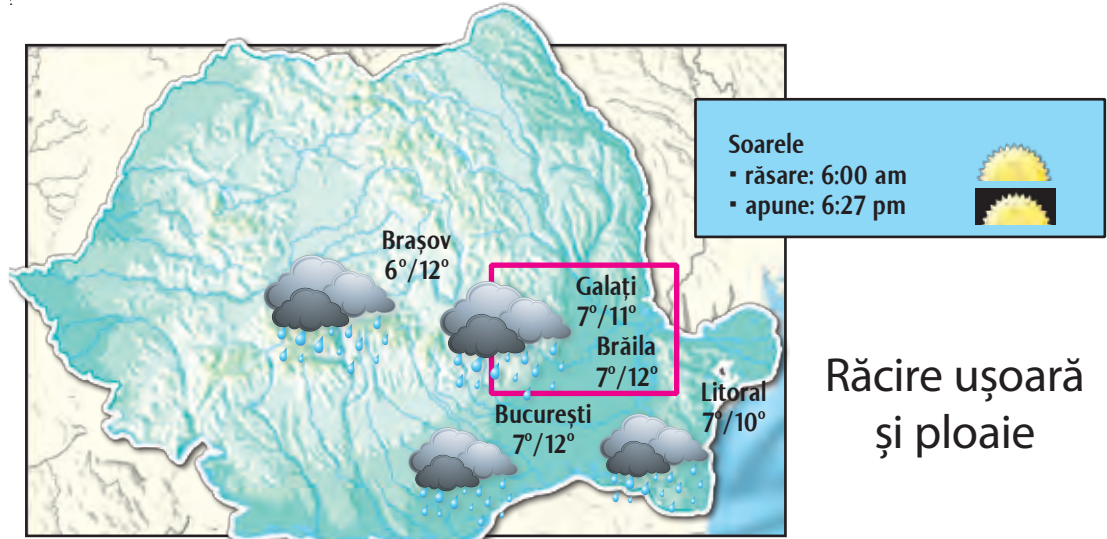 Soarele
▪ răsare: 6:00 am
▪ apune: 6:27 pm
Brașov
6°/12°
Galați
7°/11°
Brăila
7°/12°
Litoral
7°/10°
București
7°/12°
Răcire ușoară
și ploaie